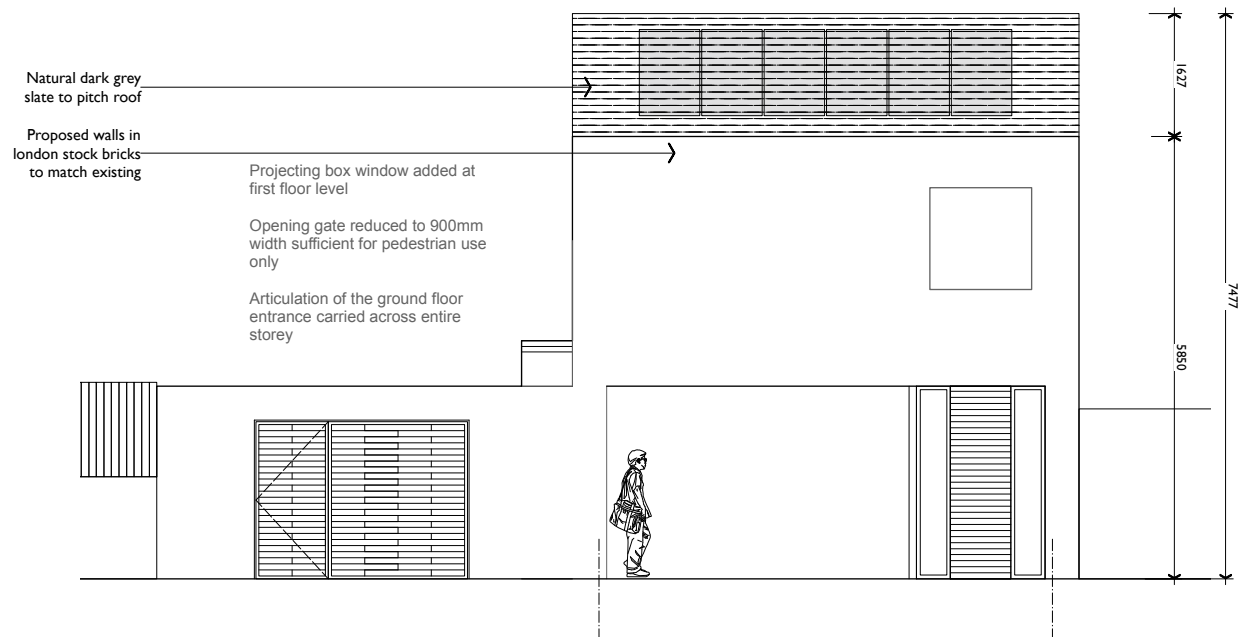 Natural dark grey
slate to pitch roof
Proposed walls in
london stock bricks
to match existing
Projecting box window added at
first floor level
Opening gate reduced to 900mm
width sufficient for pedestrian use
only
Articulation of the ground floor
entrance carried across entire
storey
1627
7477
5850